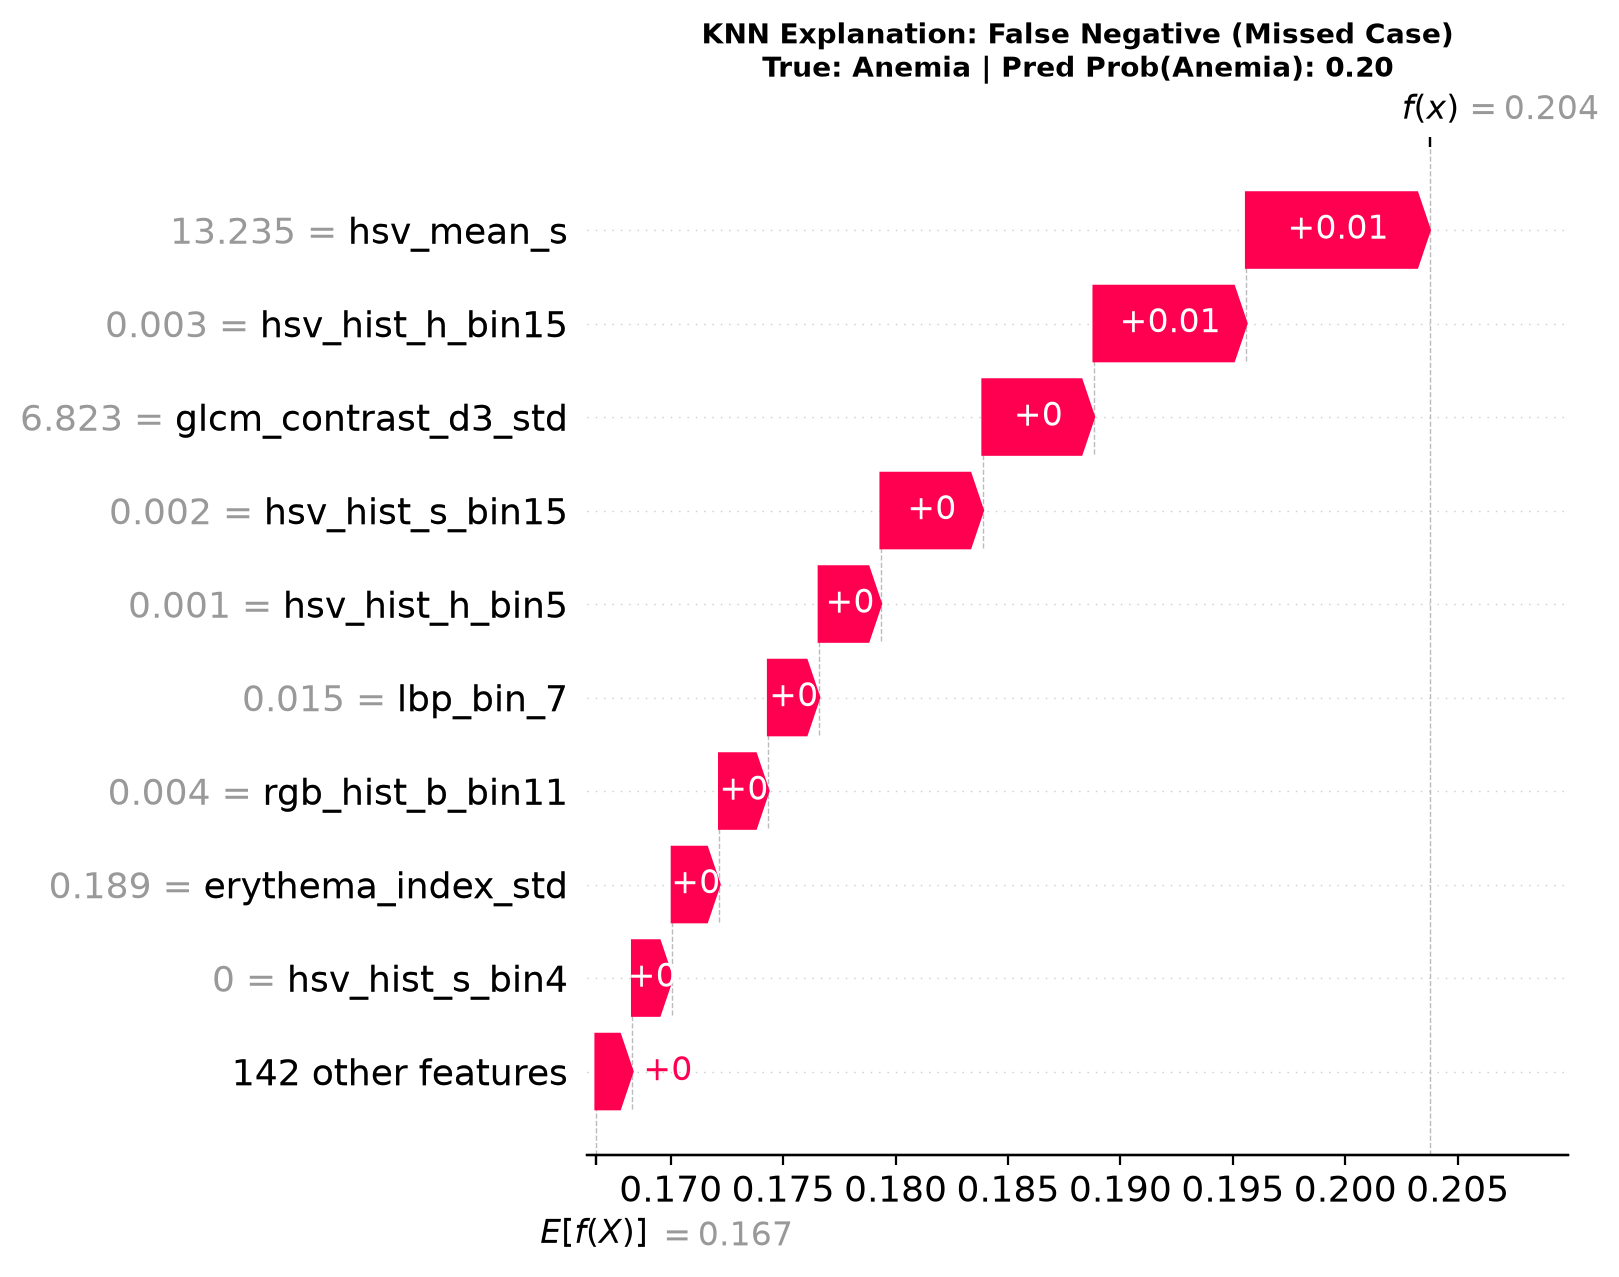 KNN Explanation: False Negative (Missed Case)
True: Anemia | Pred Prob(Anemia): 0.20
f(x) = 0.204
13.235 = hsv_mean_s
+0.01
0.003 = hsv_hist_h_bin15
+0.01
6.823 = glcm_contrast_d3_std
+0
0.002 = hsv_hist_s_bin15
+0
0.001 = hsv_hist_h_bin5
+0
0.015 = lbp_bin_7
+0
0.004 = rgb_hist_b_bin11
+0
0.189 = erythema_index_std
+0
0 = hsv_hist_s_bin4
+0
142 other features
+0
0.170 0.175 0.180 0.185 0.190 0.195 0.200 0.205
E[f(X)] = 0.167